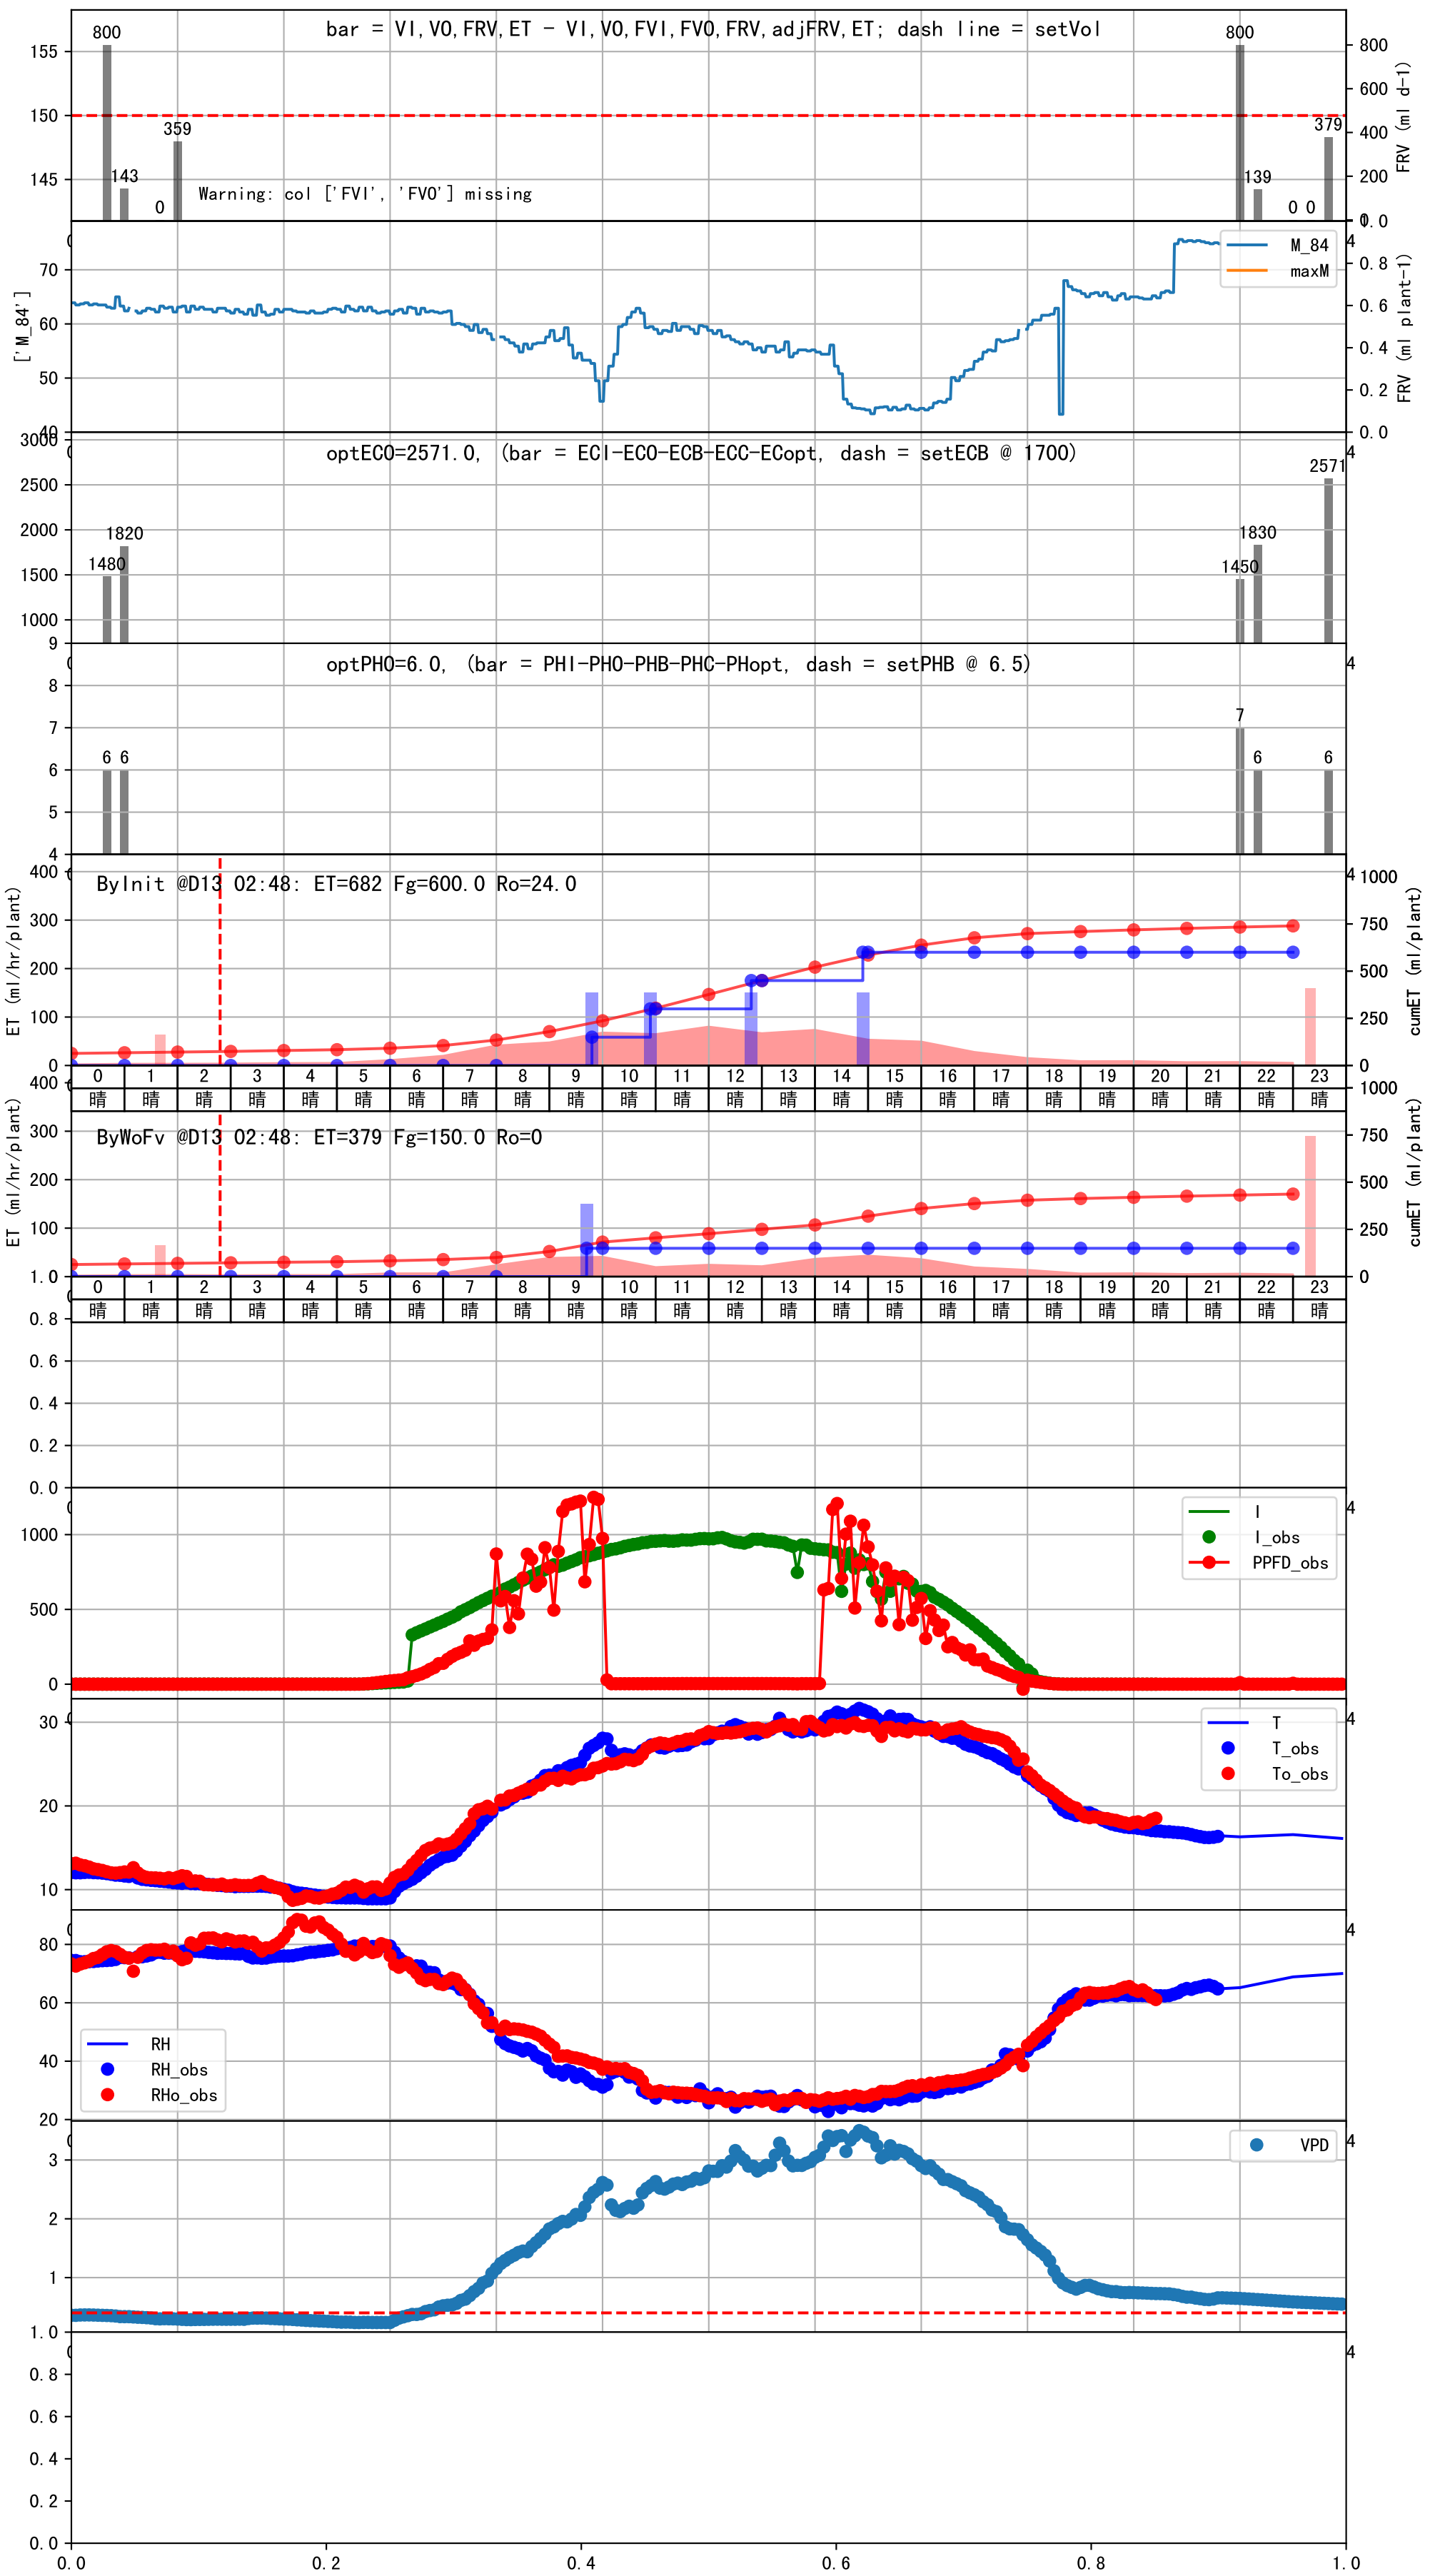 bar = VI,VO,FRV,ET - VI,VO,FVI,FVO,FRV,adjFRV,ET; dash line = setVol
800
143
0
359
800
139
0 0
379
Warning: col ['FVI', 'FVO'] missing
155
150
145
800
600
400
200
FRV (ml d-1)
['M_84']
70
60
50
40
M_84
maxM
1.0
0.8
0.6
0.4
0.2
0.0
FRV (ml plant-1)
optECO=2571.0, (bar = ECI-ECO-ECB-ECC-ECopt, dash = setECB @ 1700)
3000
2500
2000
1500
1000
1480
1820
1450
1830
2571
optPHO=6.0, (bar = PHI-PHO-PHB-PHC-PHopt, dash = setPHB @ 6.5)
9
8
7
6
5
4
6 6
7
6
6
ByInit @D13 02:48: ET=682 Fg=600.0 Ro=24.0
ET (ml/hr/plant)
400
300
200
100
0
1000
750
500
250
0
cumET (ml/plant)
0 1 2 3 4 5 6 7 8 9 10 11 12 13 14 15 16 17 18 19 20 21 22 23
晴 晴 晴 晴 晴 晴 晴 晴 晴 晴 晴 晴 晴 晴 晴 晴 晴 晴 晴 晴 晴 晴 晴 晴
ByWoFv @D13 02:48: ET=379 Fg=150.0 Ro=0
ET (ml/hr/plant)
400
300
200
100
1000
750
500
250
0
cumET (ml/plant)
0 1 2 3 4 5 6 7 8 9 10 11 12 13 14 15 16 17 18 19 20 21 22 23
晴 晴 晴 晴 晴 晴 晴 晴 晴 晴 晴 晴 晴 晴 晴 晴 晴 晴 晴 晴 晴 晴 晴 晴
1.0
0.8
0.6
0.4
0.2
0.0
1000
500
0
I
I_obs
PPFD_obs
30
20
10
T
T_obs
To_obs
80
60
40
20
RH
RH_obs
RHo_obs
3
2
1
VPD
1.0
0.8
0.6
0.4
0.2
0.0
0.0 0.2 0.4 0.6 0.8 1.0